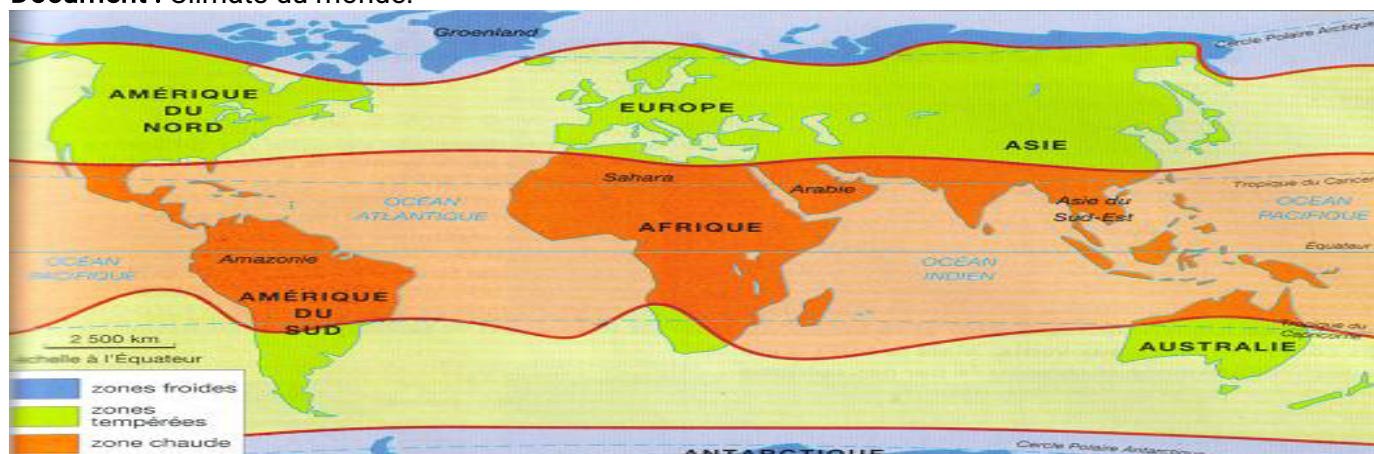 Document : Climats du monde.
Groenland
Cercle Polaire Arctique
AMÉRIQUE
DU
NORD
EUROPE
ASIE
Sahara
Arabie
Tropique du Cancer
OCÉAN
ATLANTIQUE
Asie du
Sud-Est
OCÉAN
PACIFIQUE
AFRIQUE
Équateur
Amazonie
OCÉAN
PACIFIQUE
OCÉAN
INDIEN
AMÉRIQUE
DU
SUD
Tropique du
Capricorne
2 500 km
échelle à l'Équateur
AUSTRALIE
zones froides
zones
tempérées
zone chaude
Cercle Polaire Antarctique
ANTARCTIQUE